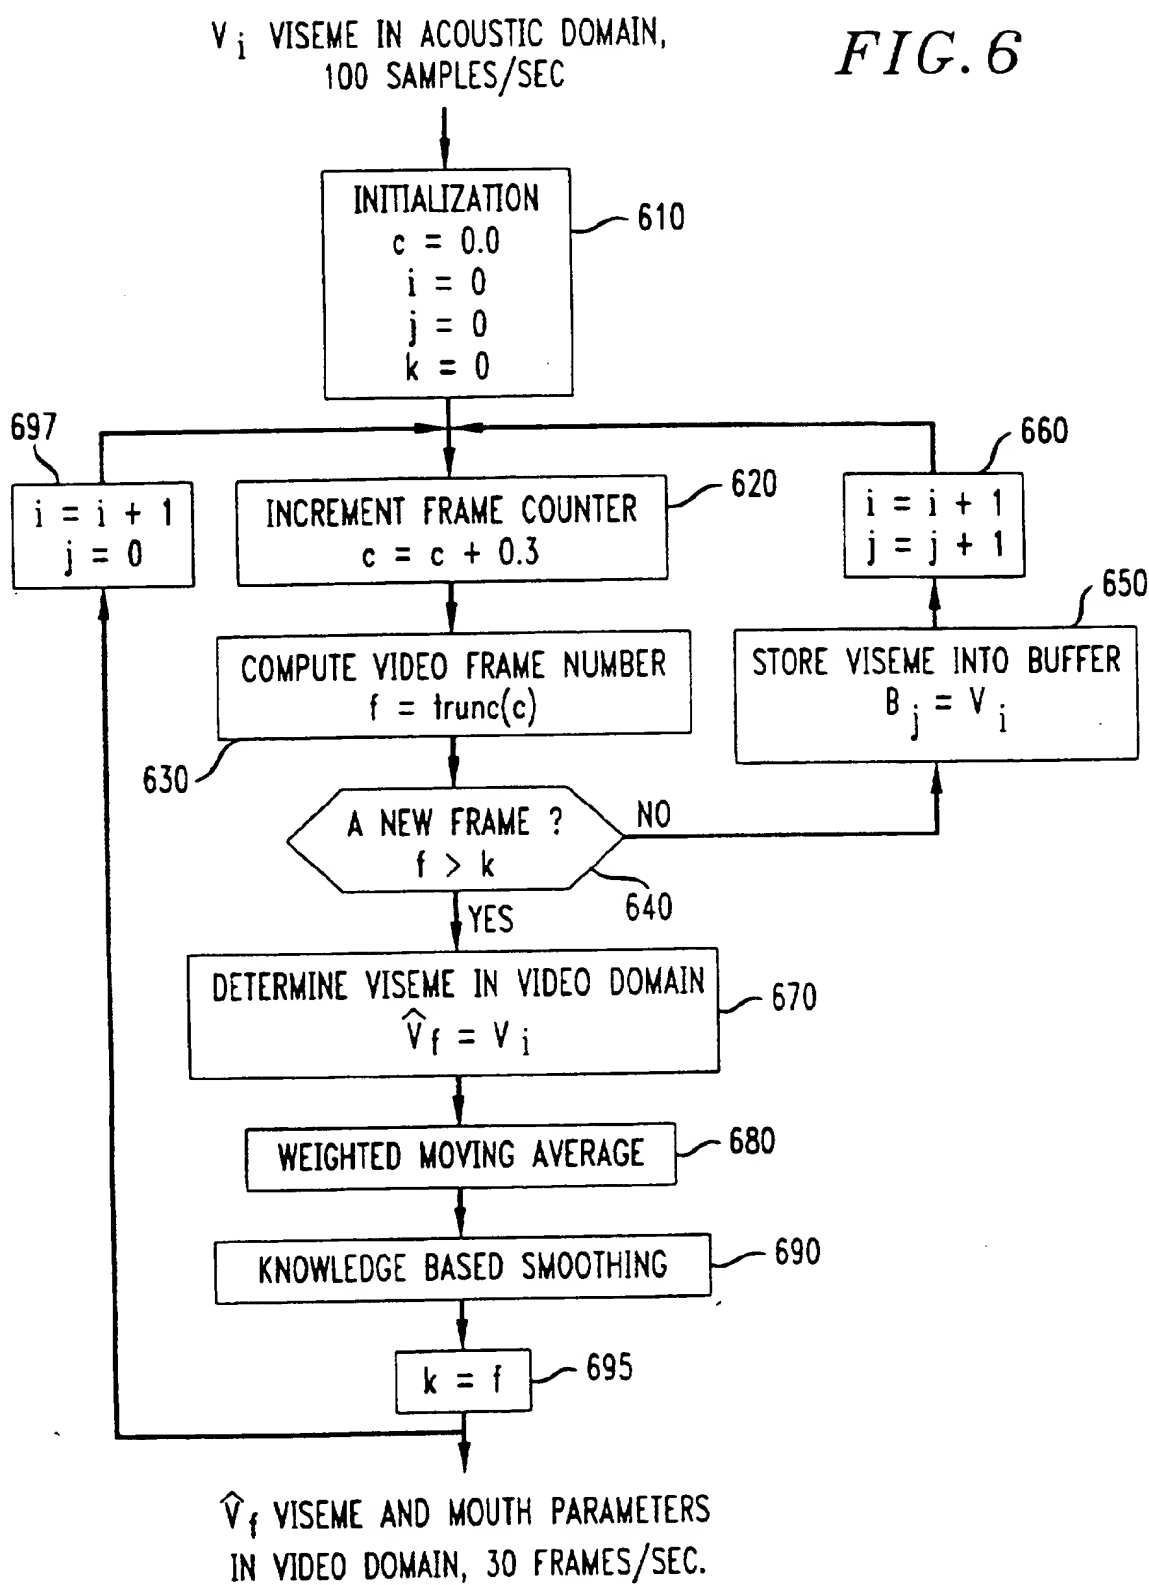 V i VISEME IN ACOUSTIC DOMAIN,
100 SAMPLES/SEC
FIG. 6
INITIALIZATION
c = 0.0
i = 0
j = 0
k = 0
610
697
i = i + 1
j = 0
INCREMENT FRAME COUNTER
c = c + 0.3
620
660
i = i + 1
j = j + 1
COMPUTE VIDEO FRAME NUMBER
f = trunc(c)
630
650
STORE VISEME INTO BUFFER
B j = V i
A NEW FRAME ?
f > k
NO
640
YES
DETERMINE VISEME IN VIDEO DOMAIN
V̂ f = V i
670
WEIGHTED MOVING AVERAGE
680
KNOWLEDGE BASED SMOOTHING
690
k = f
695
V̂ f VISEME AND MOUTH PARAMETERS
IN VIDEO DOMAIN, 30 FRAMES/SEC.